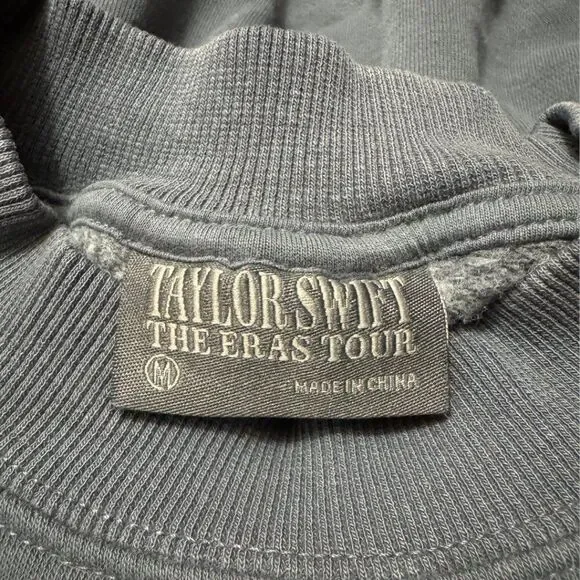 TAYLOR SWIFT
THE ERAS TOUR
M
MADE IN CHINA